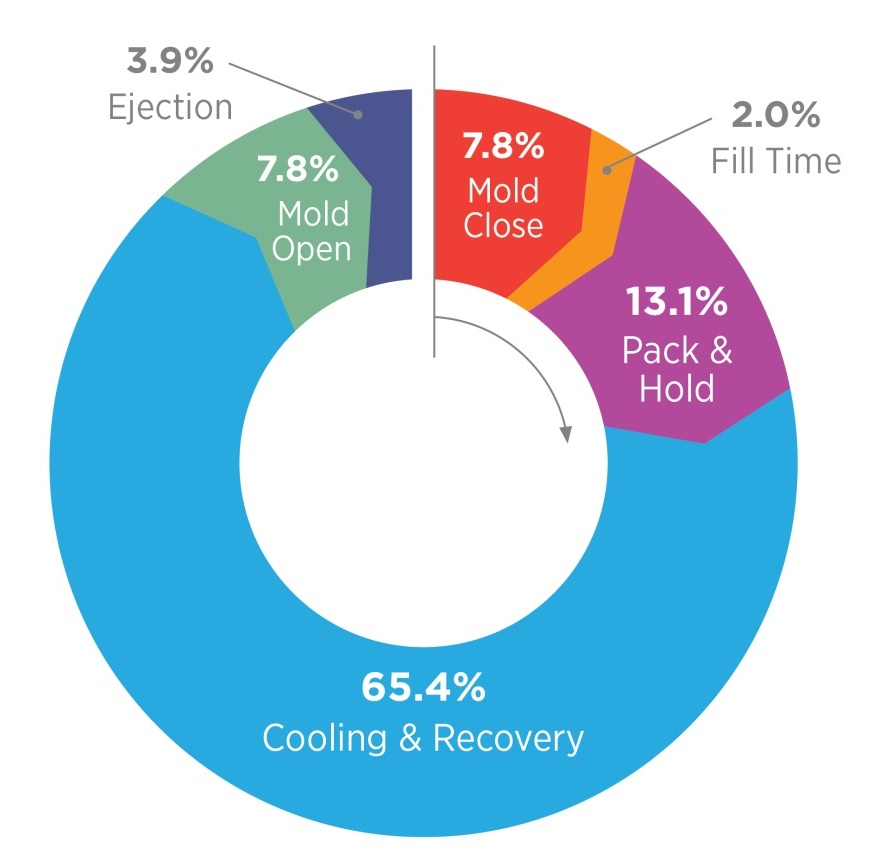 3.9%
Ejection
7.8%
Mold
Open
7.8%
Mold
Close
2.0%
Fill Time
13.1%
Pack &
Hold
65.4%
Cooling & Recovery